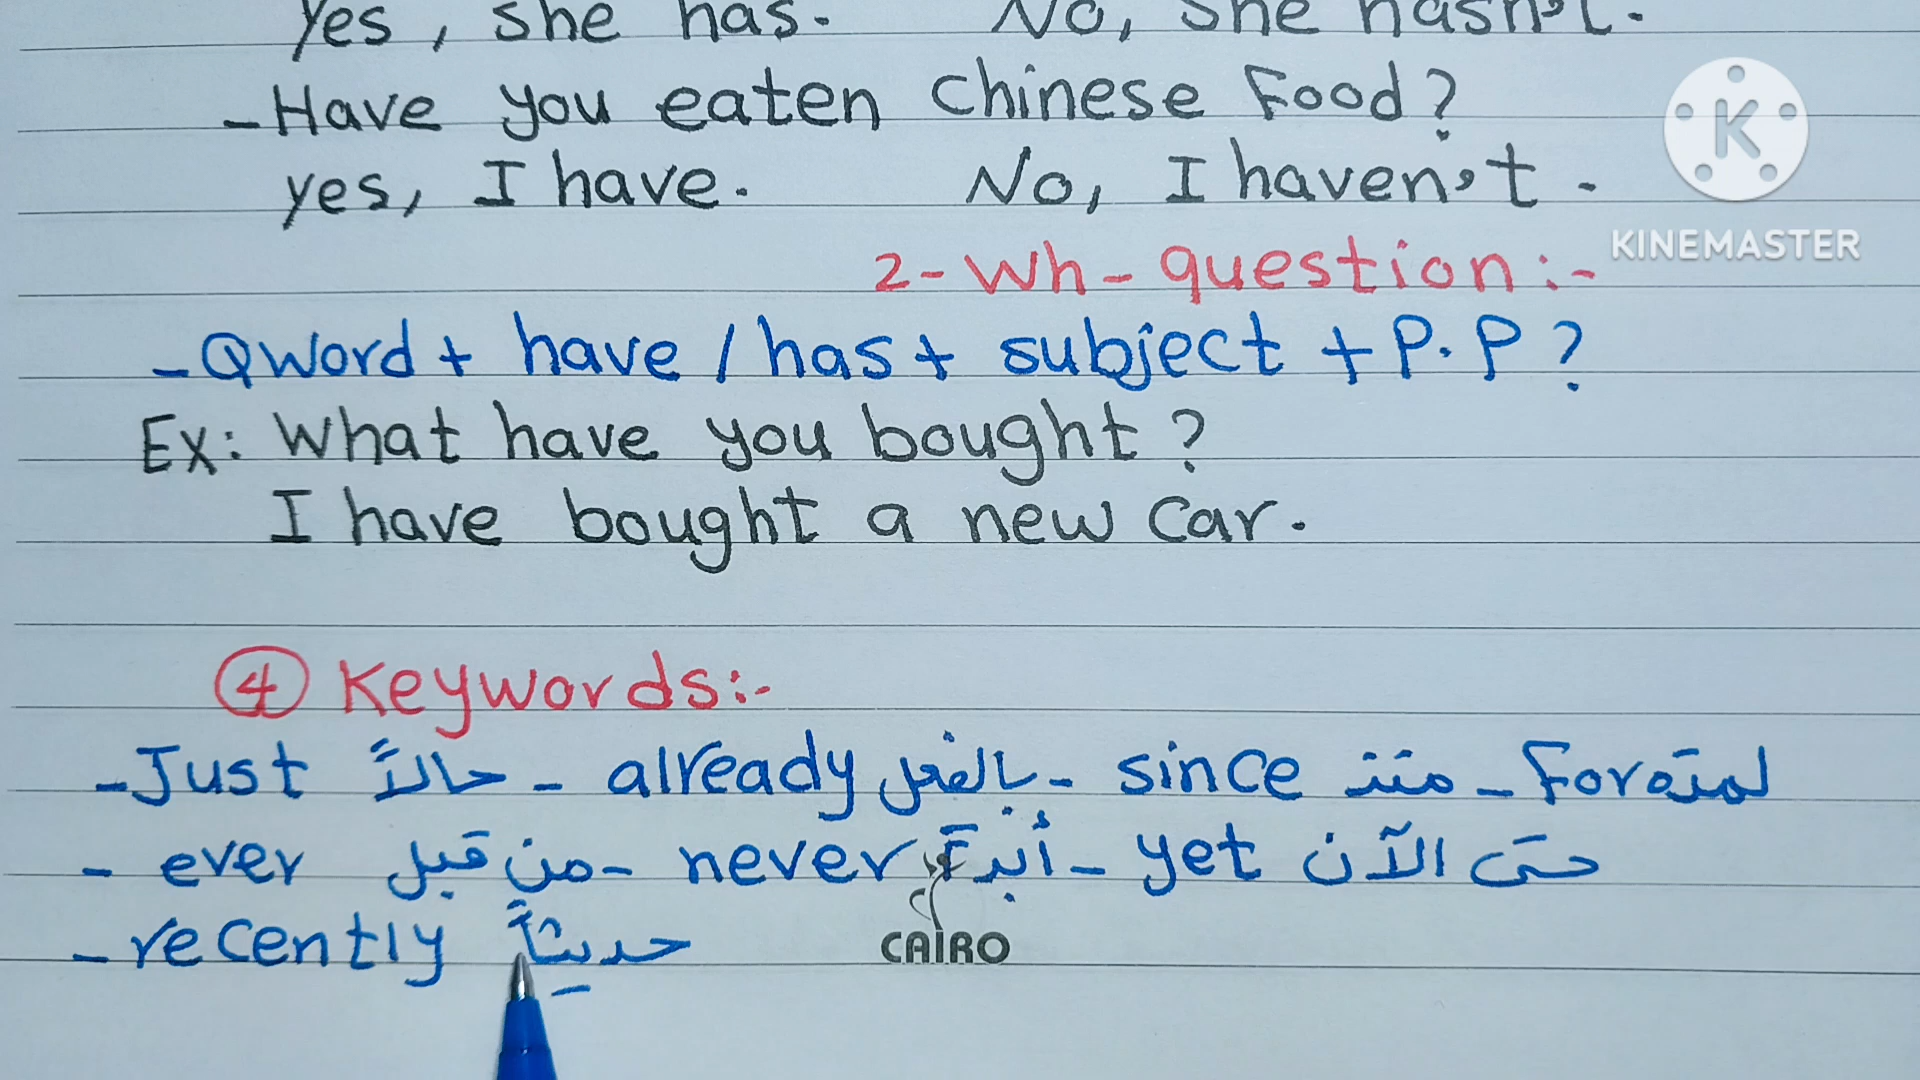 Yes, she has. No, she hasn't.
-Have you eaten Chinese Food?
yes, I have. No, I haven't.
KINEMASTER
2- Wh- question:-
-QWord + have / has + subject + P.P ?
Ex: What have you bought?
I have bought a new car.
④ Keywords:-
-Just حالاً - already بالفعل - since منذ - For لمدة
- ever من قبل - never أبدآ - yet حتى الآن
-recently حديثاً
CAIRO